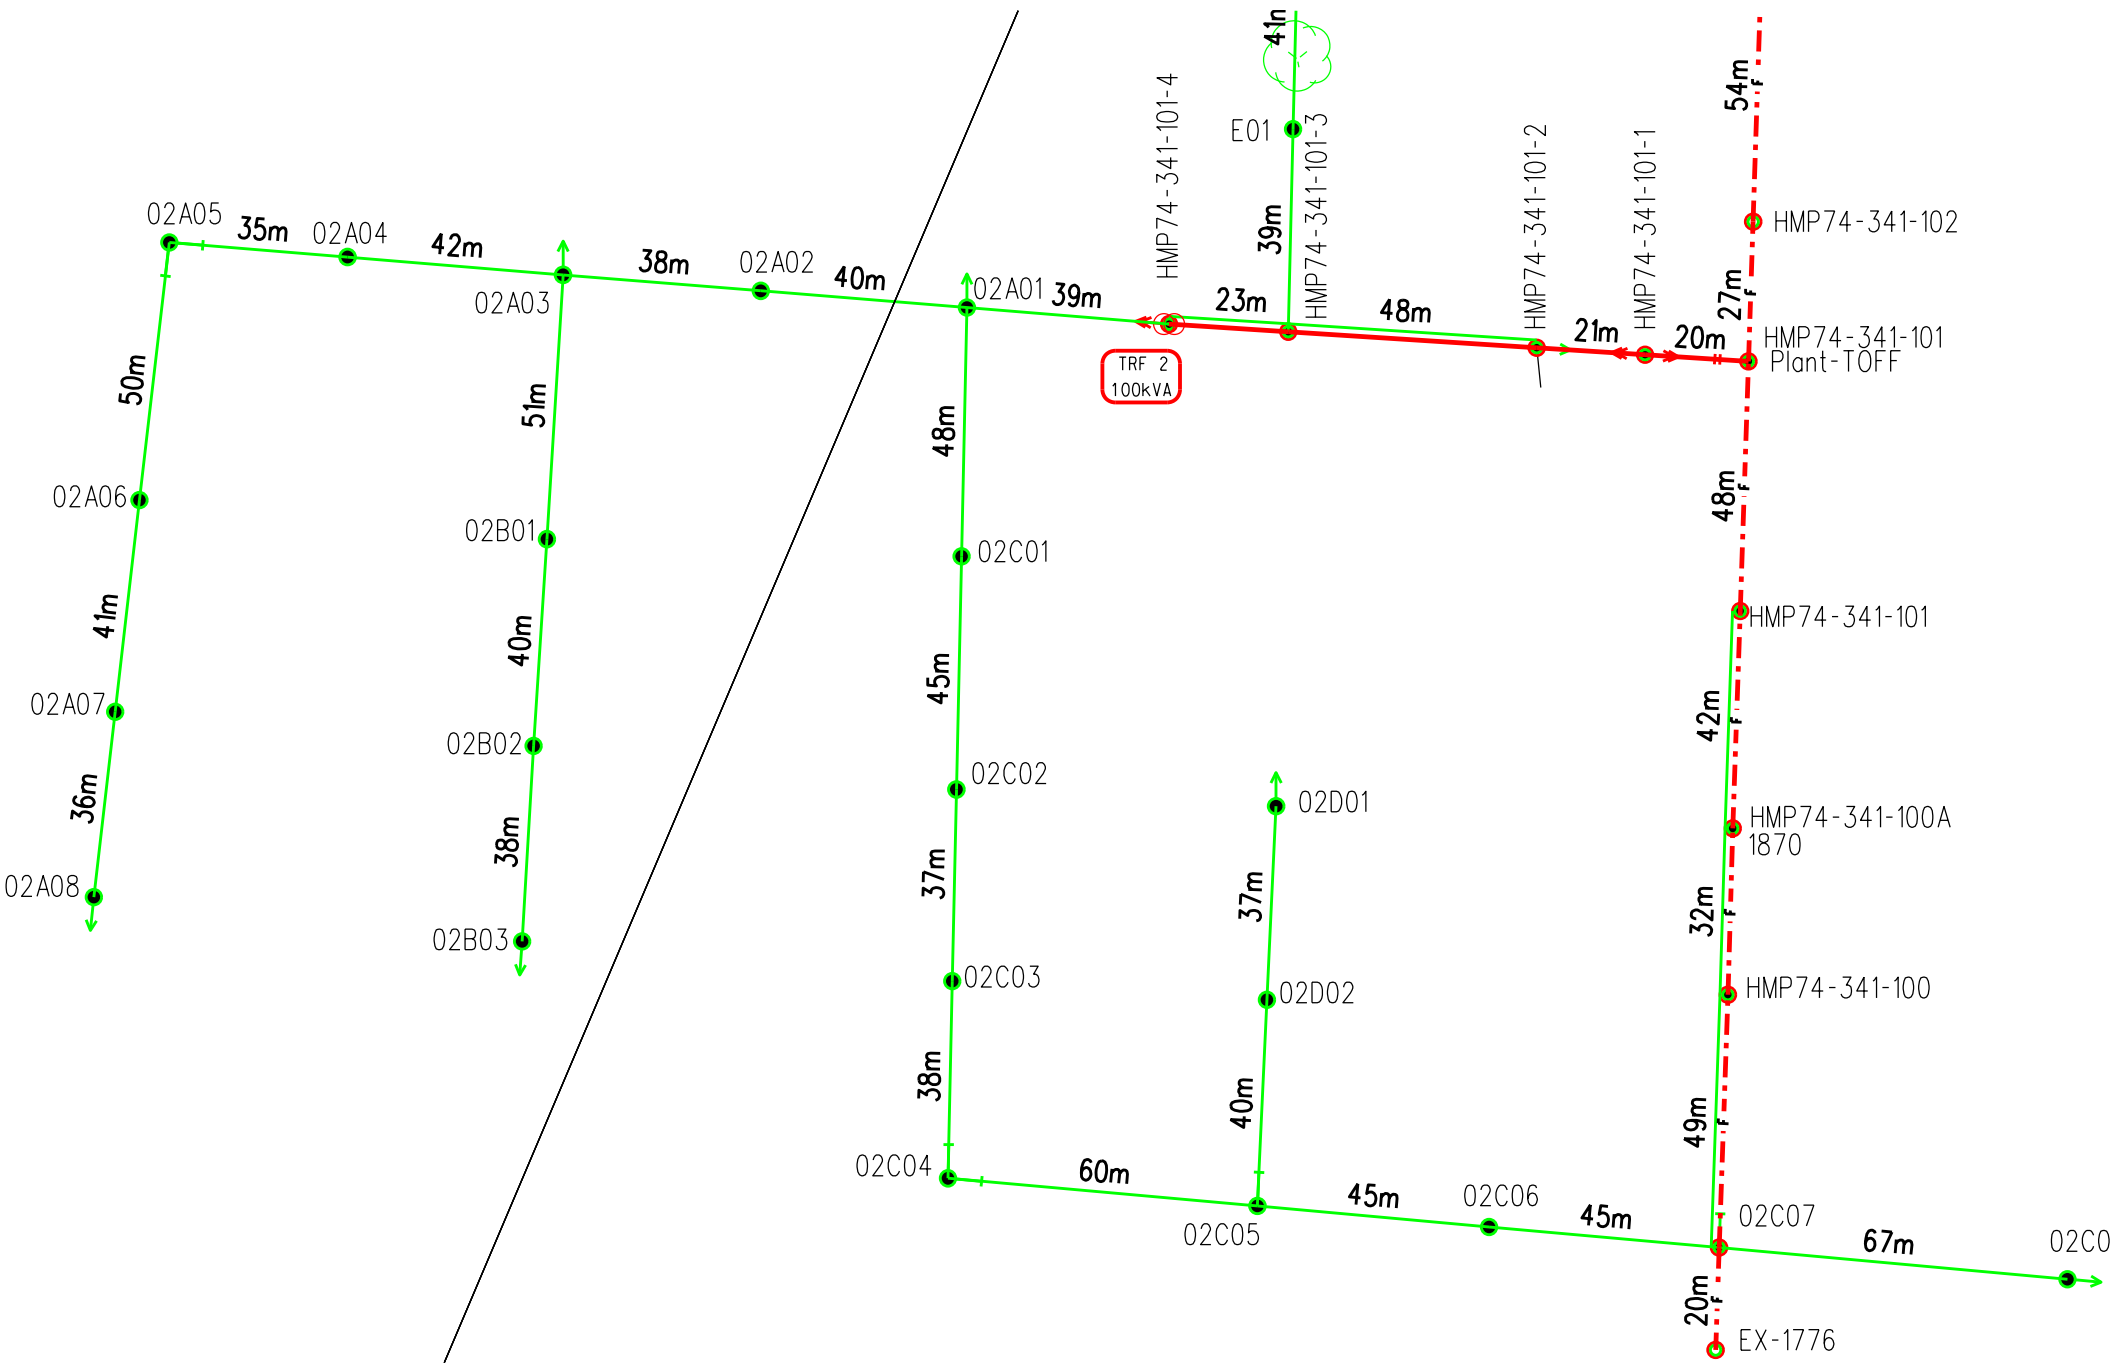 41m
HMP74-341-101-4
E01
HMP74-341-101-3
HMP74-341-101-2
HMP74-341-101-1
54m
39m
HMP74-341-102
27m
02A05
35m
02A04
42m
02A03
38m
02A02
40m
02A01
39m
23m
48m
21m
20m
HMP74-341-101
Plant-TOFF
TRF 2
100kVA
50m
51m
48m
48m
F
F
F
02A06
02B01
02C01
HMP74-341-101
41m
40m
45m
42m
F
02A07
02B02
02C02
02D01
HMP74-341-100A
1870
36m
38m
37m
37m
32m
F
02A08
02B03
02C03
02D02
HMP74-341-100
38m
40m
49m
F
02C04
60m
02C05
45m
02C06
45m
02C07
67m
02C0
20m
F
EX-1776